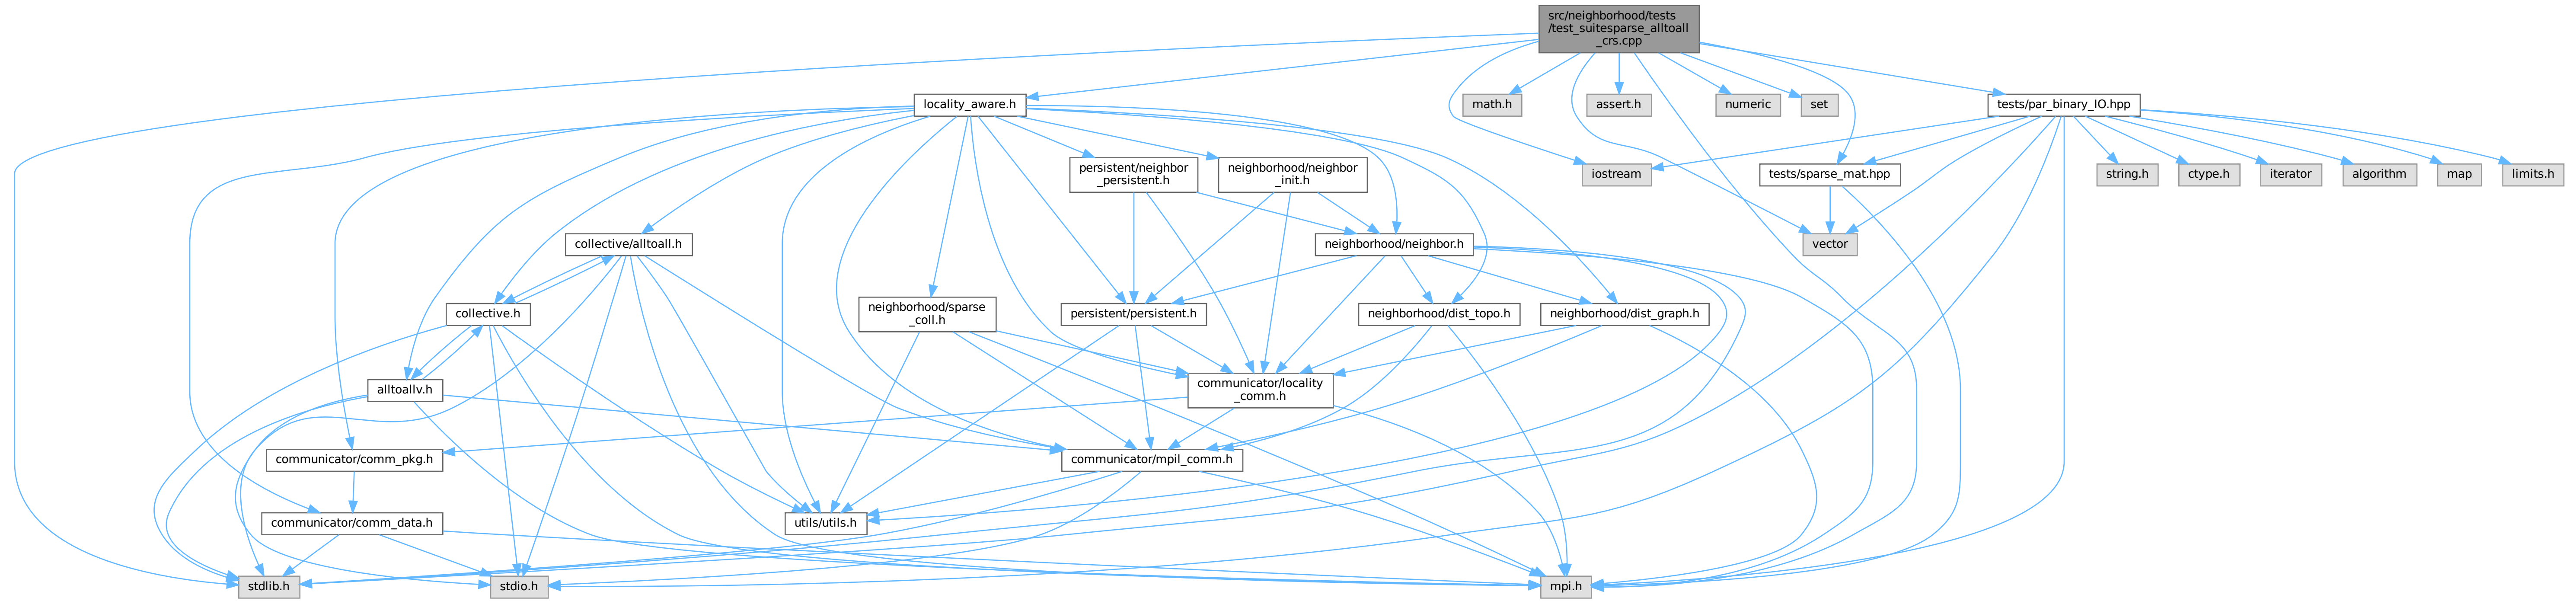 src/neighborhood/tests
/test_suitesparse_alltoall
_crs.cpp
locality_aware.h
math.h
assert.h
numeric
set
tests/par_binary_IO.hpp
persistent/neighbor
_persistent.h
neighborhood/neighbor
_init.h
iostream
tests/sparse_mat.hpp
string.h
ctype.h
iterator
algorithm
map
limits.h
collective/alltoall.h
neighborhood/neighbor.h
vector
collective.h
neighborhood/sparse
_coll.h
persistent/persistent.h
neighborhood/dist_topo.h
neighborhood/dist_graph.h
alltoallv.h
communicator/locality
_comm.h
communicator/comm_pkg.h
communicator/mpil_comm.h
communicator/comm_data.h
utils/utils.h
stdlib.h
stdio.h
mpi.h